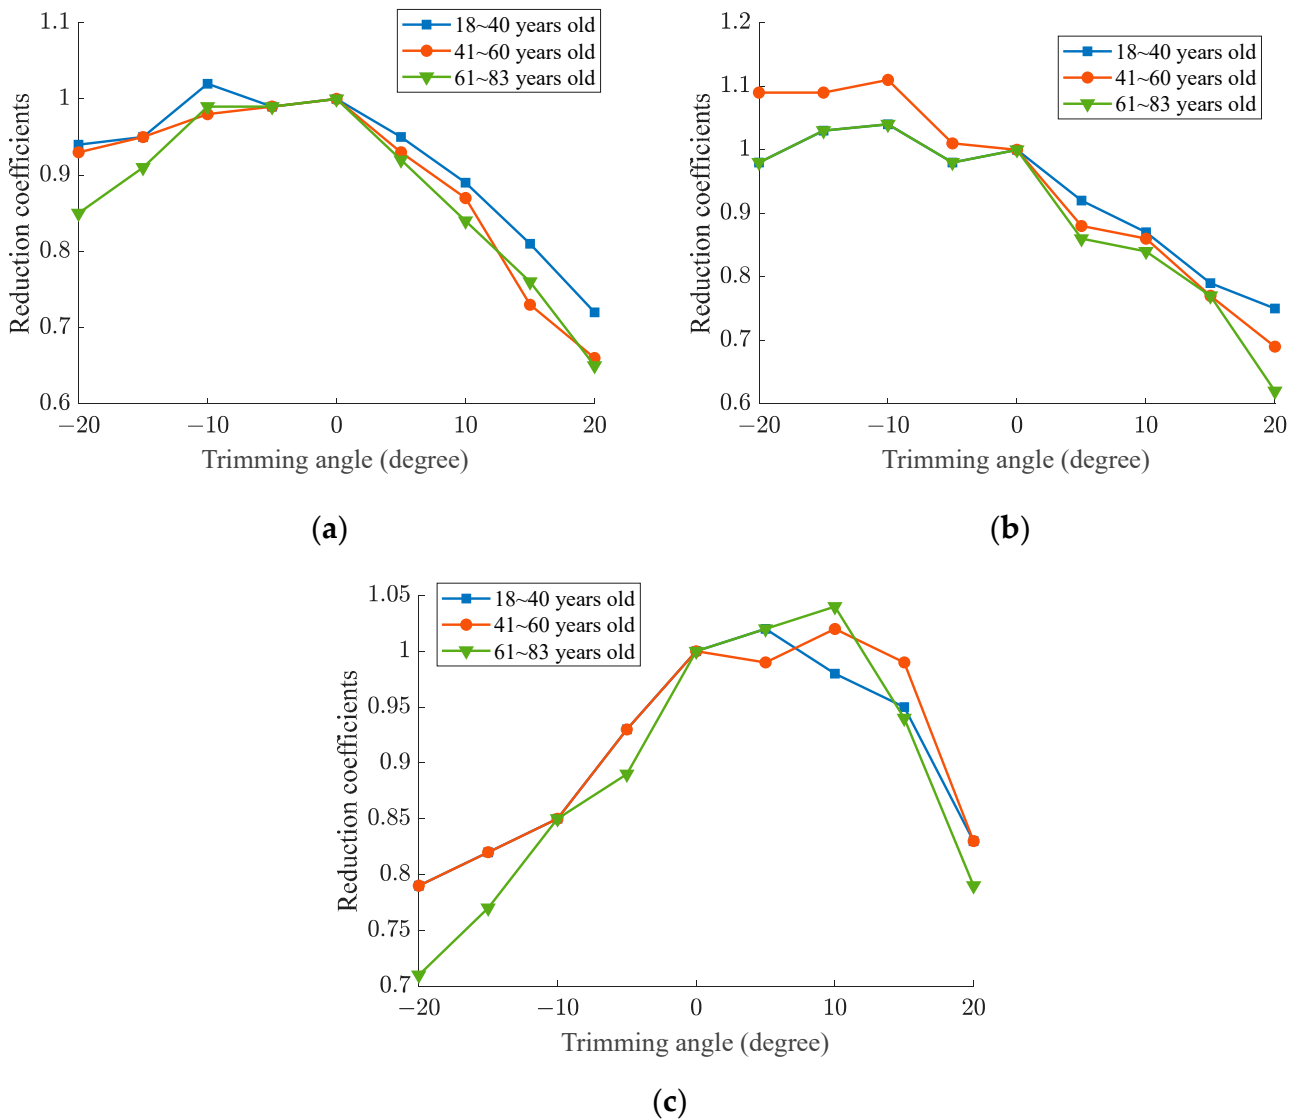 1.1
1
0.9
0.8
0.7
0.6
Reduction coefficients
18~40 years old
41~60 years old
61~83 years old
−20
−10
0
10
20
Trimming angle (degree)
(a)
1.2
1.1
1
0.9
0.8
0.7
0.6
Reduction coefficients
18~40 years old
41~60 years old
61~83 years old
−20
−10
0
10
20
Trimming angle (degree)
(b)
1.05
1
0.95
0.9
0.85
0.8
0.75
0.7
Reduction coefficients
18~40 years old
41~60 years old
61~83 years old
−20
−10
0
10
20
Trimming angle (degree)
(c)